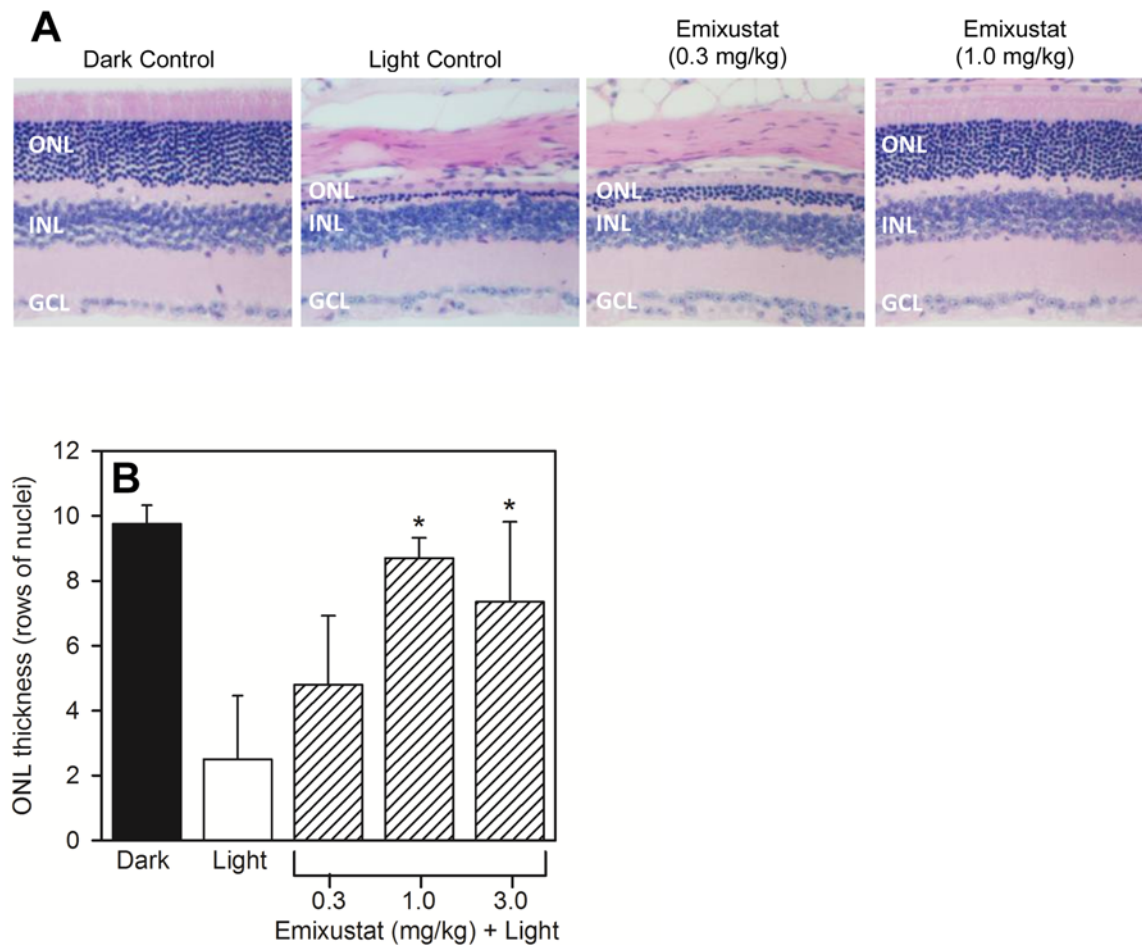 A
Dark Control
Light Control
Emixustat
(0.3 mg/kg)
Emixustat
(1.0 mg/kg)
ONL
INL
GCL
ONL
INL
GCL
ONL
INL
GCL
ONL
INL
GCL
B
ONL thickness (rows of nuclei)
12
10
8
6
4
2
0
*
*
Dark
Light
0.3
1.0
3.0
Emixustat (mg/kg) + Light